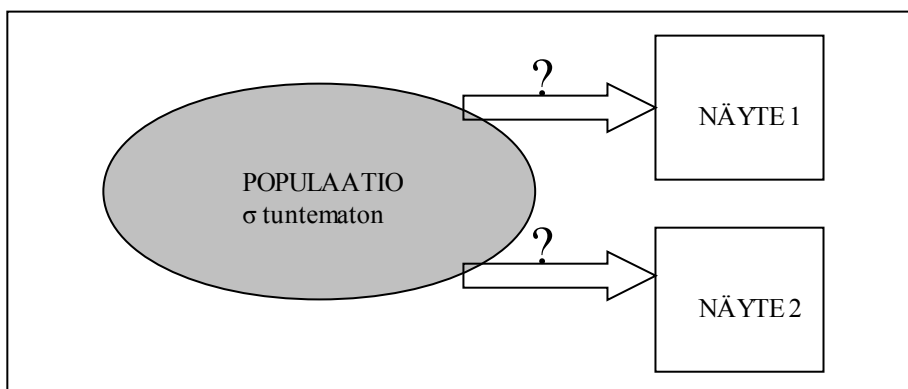 ?
NÄYTE 1
POPULAATIO
σ tuntematon
?
NÄYTE 2